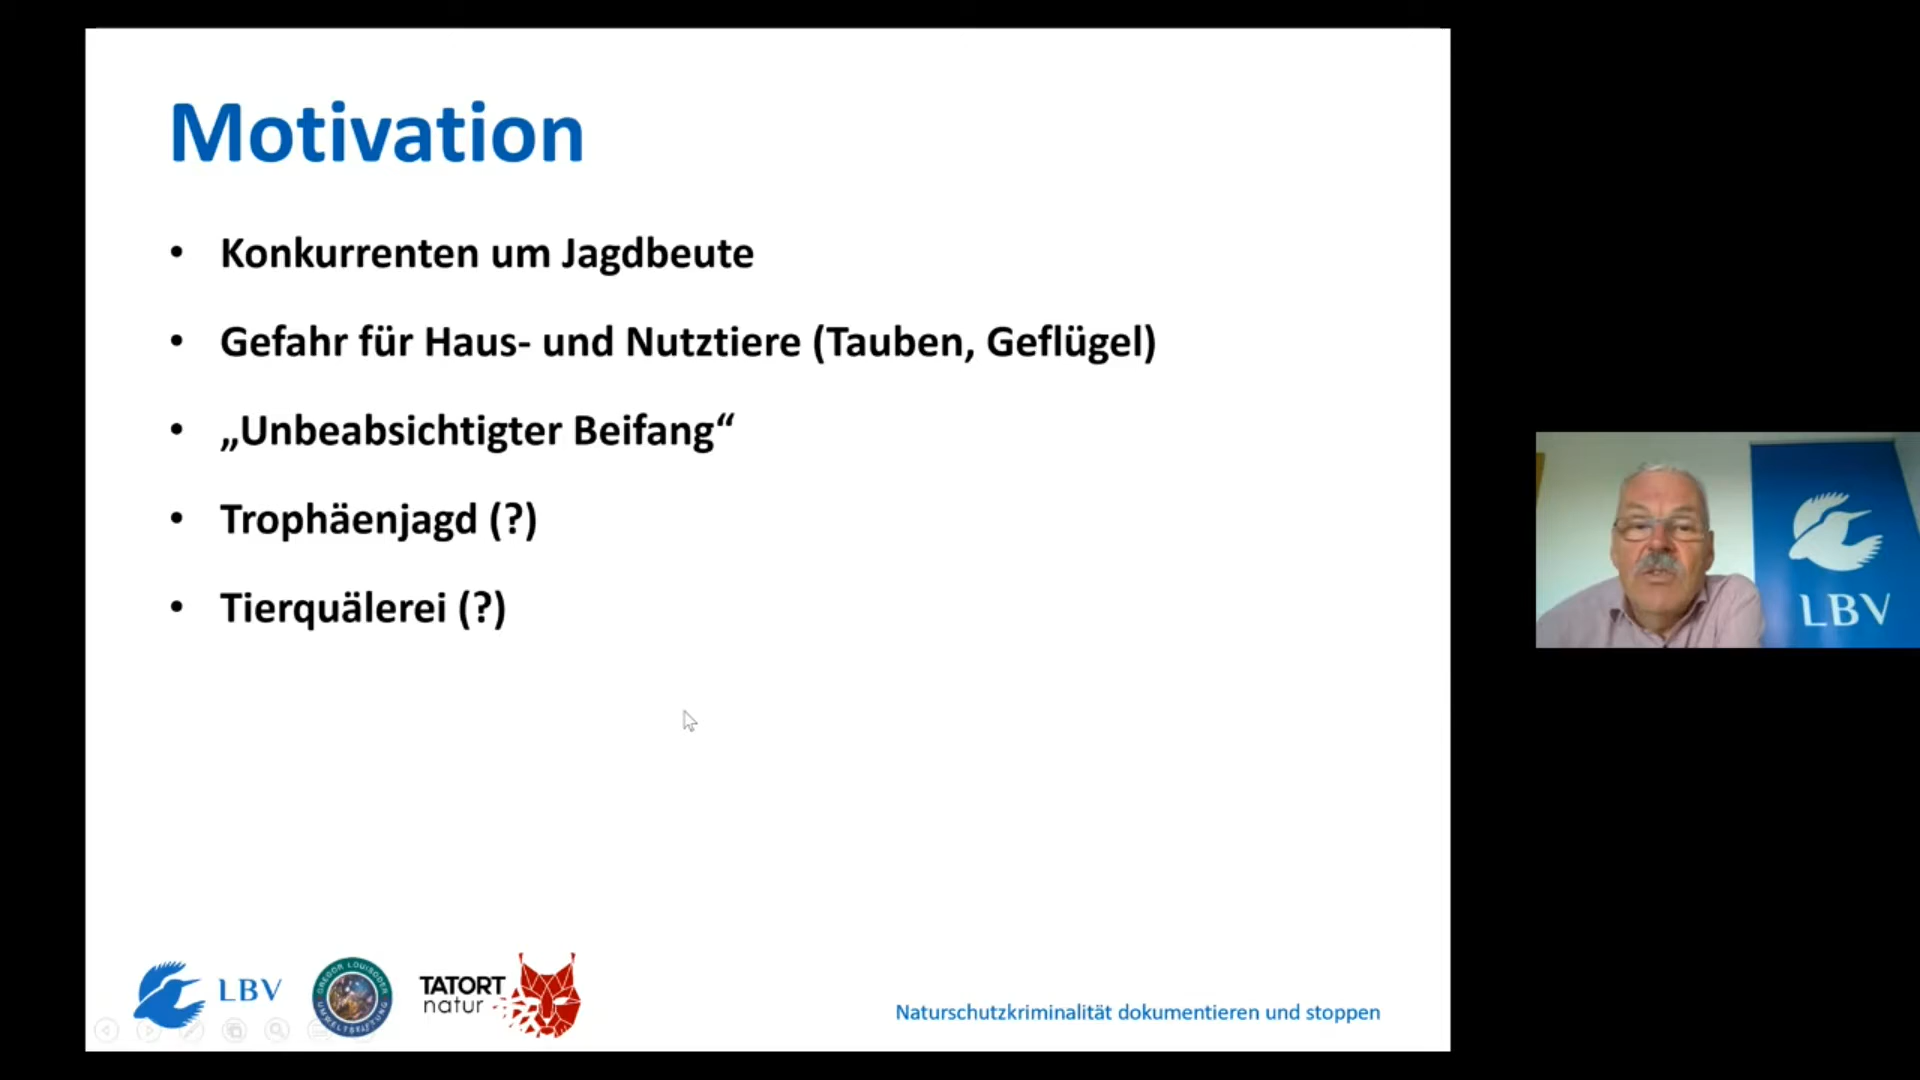 Motivation
• Konkurrenten um Jagdbeute
• Gefahr für Haus- und Nutztiere (Tauben, Geflügel)
• „Unbeabsichtigter Beifang“
• Trophäenjagd (?)
• Tierquälerei (?)
LBV
LBV
GREGOR LOUISODER UMWELTSTIFTUNG
TATORT
natur
Naturschutzkriminalität dokumentieren und stoppen